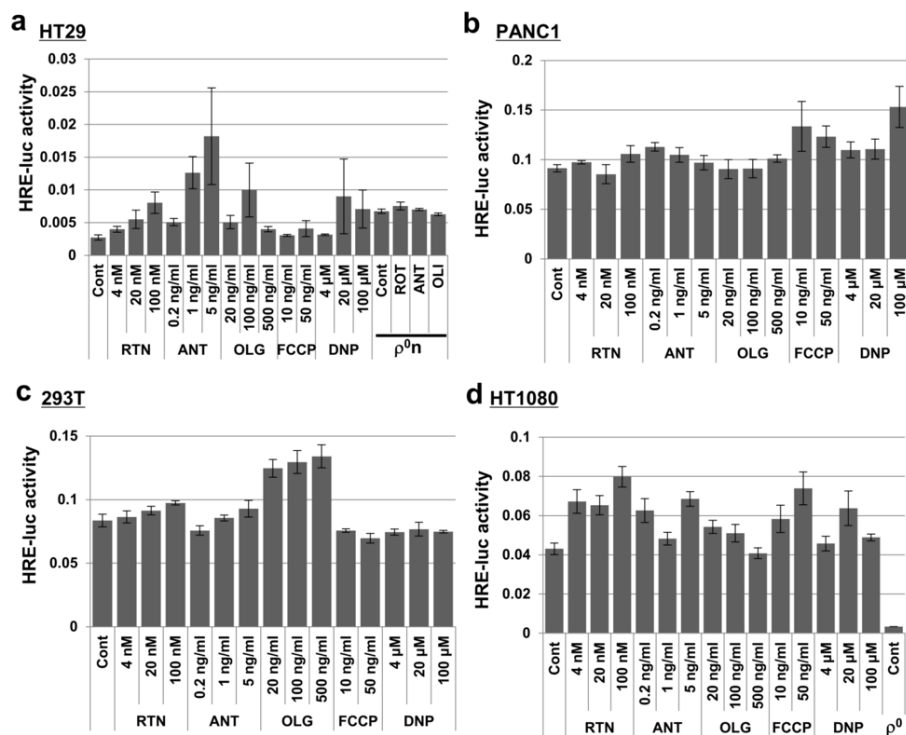 a HT29
HRE-luc activity
0.03
0.025
0.02
0.015
0.01
0.005
0
Cont
4 nM
20 nM
100 nM
0.2 ng/ml
1 ng/ml
5 ng/ml
20 ng/ml
100 ng/ml
500 ng/ml
10 ng/ml
50 ng/ml
4 µM
20 µM
100 µM
Cont
ROT
ANT
OLI
RTN ANT OLG FCCP DNP ρ⁰n
b PANC1
HRE-luc activity
0.2
0.15
0.1
0.05
0
Cont
4 nM
20 nM
100 nM
0.2 ng/ml
1 ng/ml
5 ng/ml
20 ng/ml
100 ng/ml
500 ng/ml
10 ng/ml
50 ng/ml
4 µM
20 µM
100 µM
RTN ANT OLG FCCP DNP
c 293T
HRE-luc activity
0.15
0.1
0.05
0
Cont
4 nM
20 nM
100 nM
0.2 ng/ml
1 ng/ml
5 ng/ml
20 ng/ml
100 ng/ml
500 ng/ml
10 ng/ml
50 ng/ml
4 µM
20 µM
100 µM
RTN ANT OLG FCCP DNP
d HT1080
HRE-luc activity
0.1
0.08
0.06
0.04
0.02
0
Cont
4 nM
20 nM
100 nM
0.2 ng/ml
1 ng/ml
5 ng/ml
20 ng/ml
100 ng/ml
500 ng/ml
10 ng/ml
50 ng/ml
4 µM
20 µM
100 µM
Cont
RTN ANT OLG FCCP DNP ρ⁰